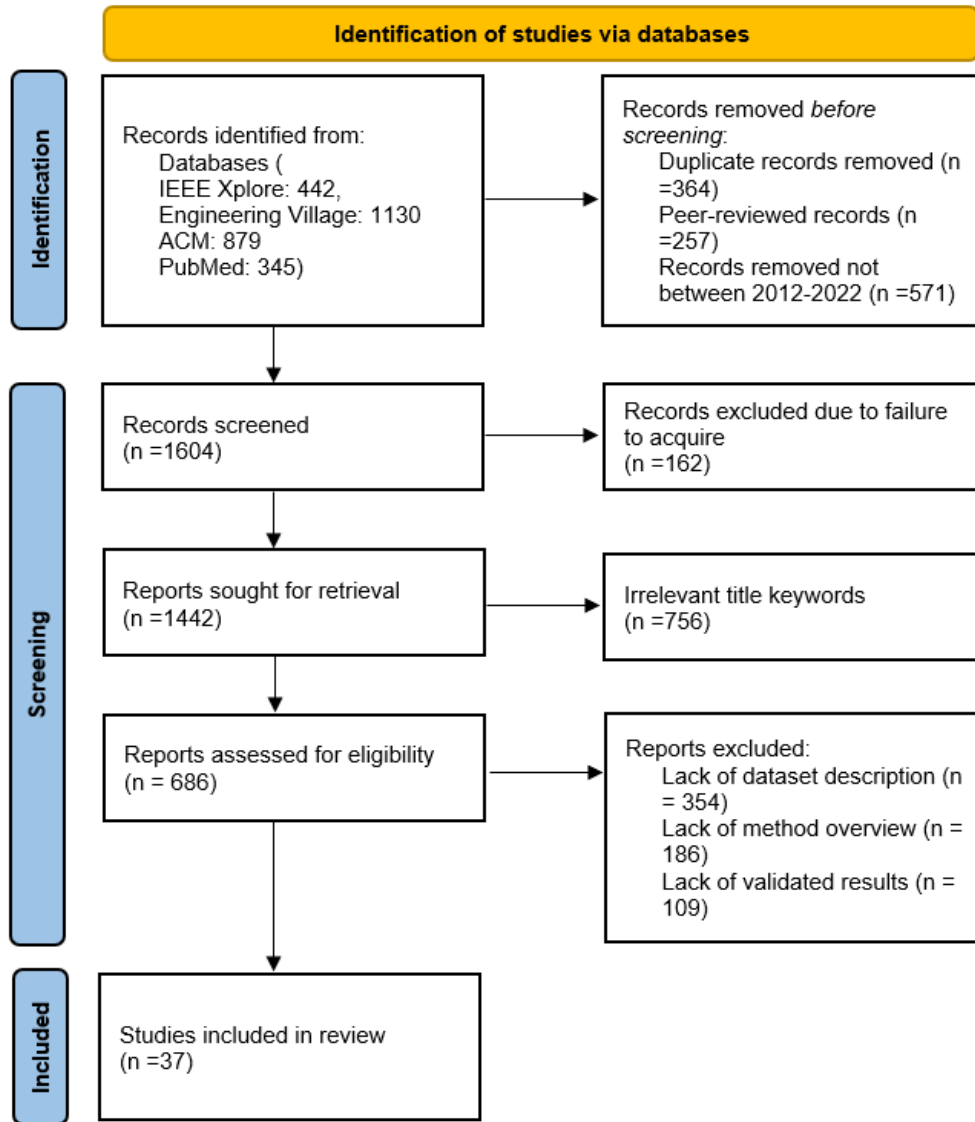 Identification of studies via databases
Identification
Records identified from:
Databases (
IEEE Xplore: 442,
Engineering Village: 1130
ACM: 879
PubMed: 345)
Records removed before
screening:
Duplicate records removed (n
=364)
Peer-reviewed records (n
=257)
Records removed not
between 2012-2022 (n =571)
Screening
Records screened
(n =1604)
Records excluded due to failure
to acquire
(n =162)
Reports sought for retrieval
(n =1442)
Irrelevant title keywords
(n =756)
Reports assessed for eligibility
(n = 686)
Reports excluded:
Lack of dataset description (n
= 354)
Lack of method overview (n =
186)
Lack of validated results (n =
109)
Included
Studies included in review
(n =37)